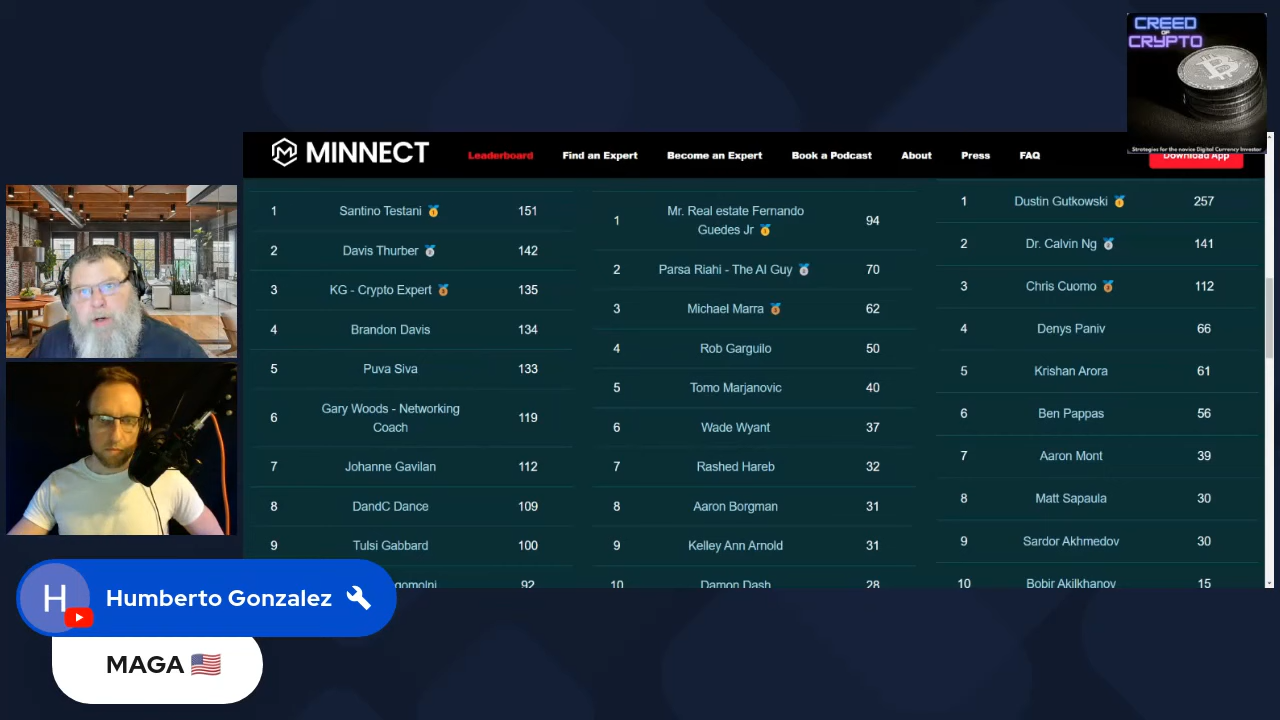 CREED
OF
CRYPTO
Strategies for the novice Digital Currency Investor
MINNECT
Leaderboard Find an Expert Become an Expert Book a Podcast About Press FAQ Download App
1 Santino Testani 🥇 151
2 Davis Thurber 🥈 142
3 KG - Crypto Expert 🥉 135
4 Brandon Davis 134
5 Puva Siva 133
6 Gary Woods - Networking
Coach 119
7 Johanne Gavilan 112
8 DandC Dance 109
9 Tulsi Gabbard 100
92
1 Mr. Real estate Fernando
Guedes Jr 🥇 94
2 Parsa Riahi - The AI Guy 🥈 70
3 Michael Marra 🥉 62
4 Rob Garguilo 50
5 Tomo Marjanovic 40
6 Wade Wyant 37
7 Rashed Hareb 32
8 Aaron Borgman 31
9 Kelley Ann Arnold 31
10 Damon Dash 28
1 Dustin Gutkowski 🥇 257
2 Dr. Calvin Ng 🥈 141
3 Chris Cuomo 🥉 112
4 Denys Paniv 66
5 Krishan Arora 61
6 Ben Pappas 56
7 Aaron Mont 39
8 Matt Sapaula 30
9 Sardor Akhmedov 30
10 Bobir Akilkhanov 15
H
Humberto Gonzalez
MAGA 🇺🇸